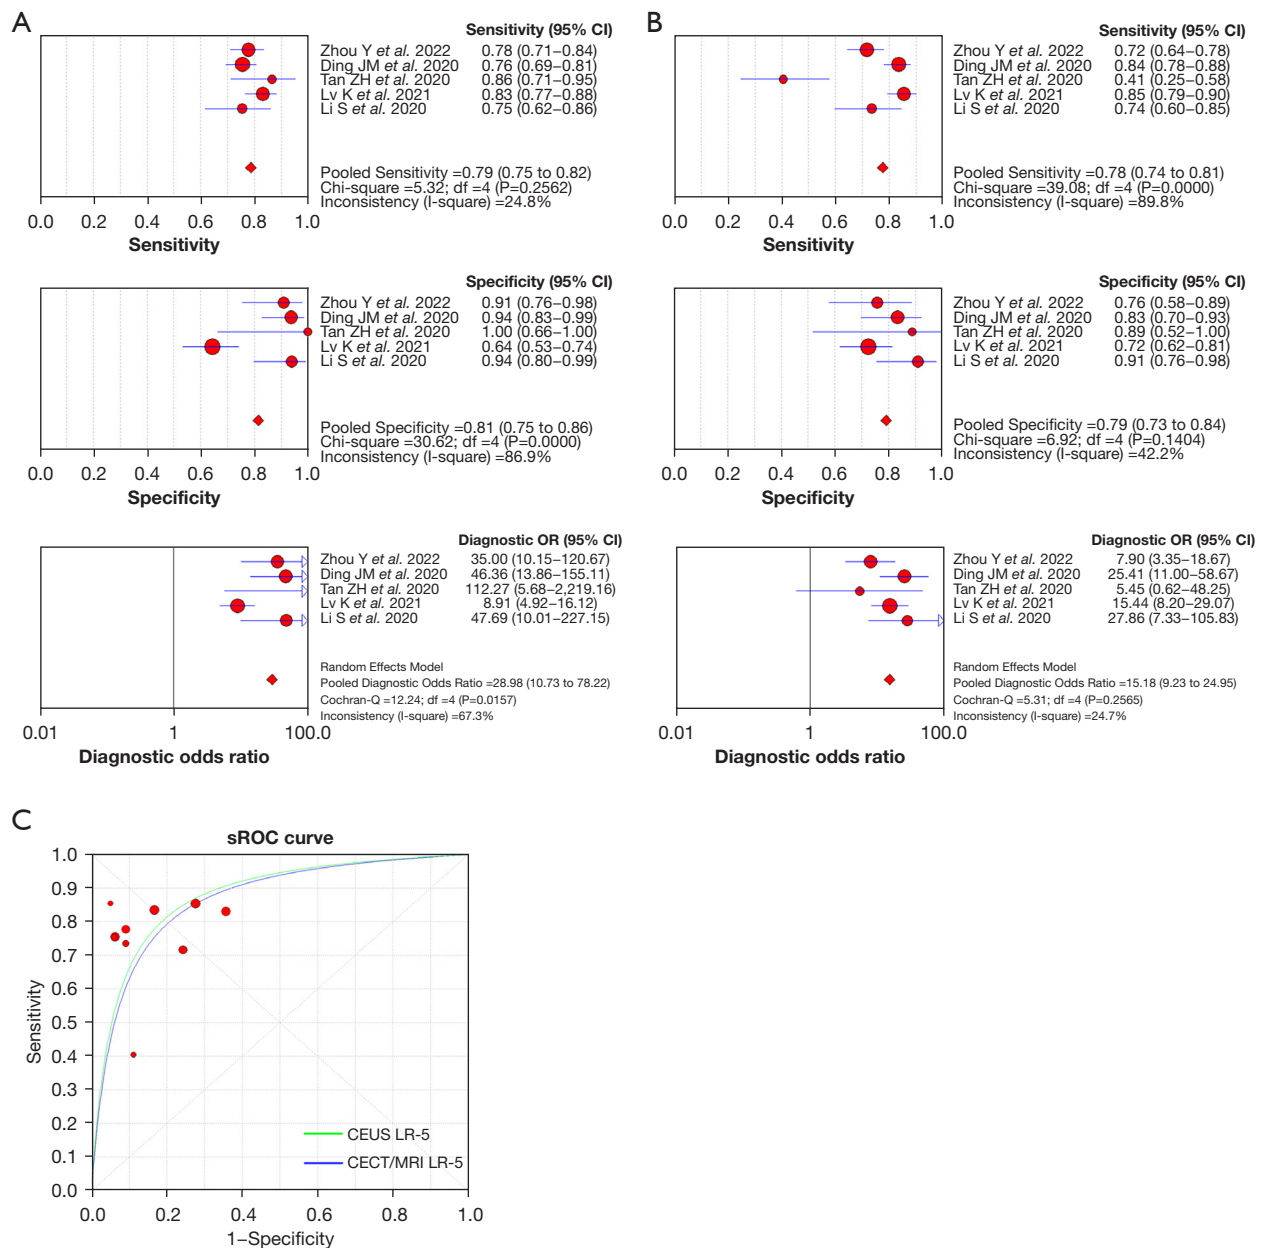 A
Sensitivity (95% CI)
Zhou Y et al. 2022 0.78 (0.71–0.84)
Ding JM et al. 2020 0.76 (0.69–0.81)
Tan ZH et al. 2020 0.86 (0.71–0.95)
Lv K et al. 2021 0.83 (0.77–0.88)
Li S et al. 2020 0.75 (0.62–0.86)
Pooled Sensitivity =0.79 (0.75 to 0.82)
Chi-square =5.32; df =4 (P=0.2562)
Inconsistency (I-square) =24.8%
0.0 0.2 0.4 0.6 0.8 1.0
Sensitivity
Specificity (95% CI)
Zhou Y et al. 2022 0.91 (0.76–0.98)
Ding JM et al. 2020 0.94 (0.83–0.99)
Tan ZH et al. 2020 1.00 (0.66–1.00)
Lv K et al. 2021 0.64 (0.53–0.74)
Li S et al. 2020 0.94 (0.80–0.99)
Pooled Specificity =0.81 (0.75 to 0.86)
Chi-square =30.62; df =4 (P=0.0000)
Inconsistency (I-square) =86.9%
0.0 0.2 0.4 0.6 0.8 1.0
Specificity
Diagnostic OR (95% CI)
Zhou Y et al. 2022 35.00 (10.15–120.67)
Ding JM et al. 2020 46.36 (13.86–155.11)
Tan ZH et al. 2020 112.27 (5.68–2,219.16)
Lv K et al. 2021 8.91 (4.92–16.12)
Li S et al. 2020 47.69 (10.01–227.15)
Random Effects Model
Pooled Diagnostic Odds Ratio =28.98 (10.73 to 78.22)
Cochran-Q =12.24; df =4 (P=0.0157)
Inconsistency (I-square) =67.3%
0.01 1 100.0
Diagnostic odds ratio
B
Sensitivity (95% CI)
Zhou Y et al. 2022 0.72 (0.64–0.78)
Ding JM et al. 2020 0.84 (0.78–0.88)
Tan ZH et al. 2020 0.41 (0.25–0.58)
Lv K et al. 2021 0.85 (0.79–0.90)
Li S et al. 2020 0.74 (0.60–0.85)
Pooled Sensitivity =0.78 (0.74 to 0.81)
Chi-square =39.08; df =4 (P=0.0000)
Inconsistency (I-square) =89.8%
0.0 0.2 0.4 0.6 0.8 1.0
Sensitivity
Specificity (95% CI)
Zhou Y et al. 2022 0.76 (0.58–0.89)
Ding JM et al. 2020 0.83 (0.70–0.93)
Tan ZH et al. 2020 0.89 (0.52–1.00)
Lv K et al. 2021 0.72 (0.62–0.81)
Li S et al. 2020 0.91 (0.76–0.98)
Pooled Specificity =0.79 (0.73 to 0.84)
Chi-square =6.92; df =4 (P=0.1404)
Inconsistency (I-square) =42.2%
0.0 0.2 0.4 0.6 0.8 1.0
Specificity
Diagnostic OR (95% CI)
Zhou Y et al. 2022 7.90 (3.35–18.67)
Ding JM et al. 2020 25.41 (11.00–58.67)
Tan ZH et al. 2020 5.45 (0.62–48.25)
Lv K et al. 2021 15.44 (8.20–29.07)
Li S et al. 2020 27.86 (7.33–105.83)
Random Effects Model
Pooled Diagnostic Odds Ratio =15.18 (9.23 to 24.95)
Cochran-Q =5.31; df =4 (P=0.2565)
Inconsistency (I-square) =24.7%
0.01 1 100.0
Diagnostic odds ratio
C
sROC curve
1.0
0.9
0.8
0.7
0.6
0.5
0.4
0.3
0.2
0.1
0.0
Sensitivity
CEUS LR-5
CECT/MRI LR-5
0.0 0.2 0.4 0.6 0.8 1.0
1–Specificity